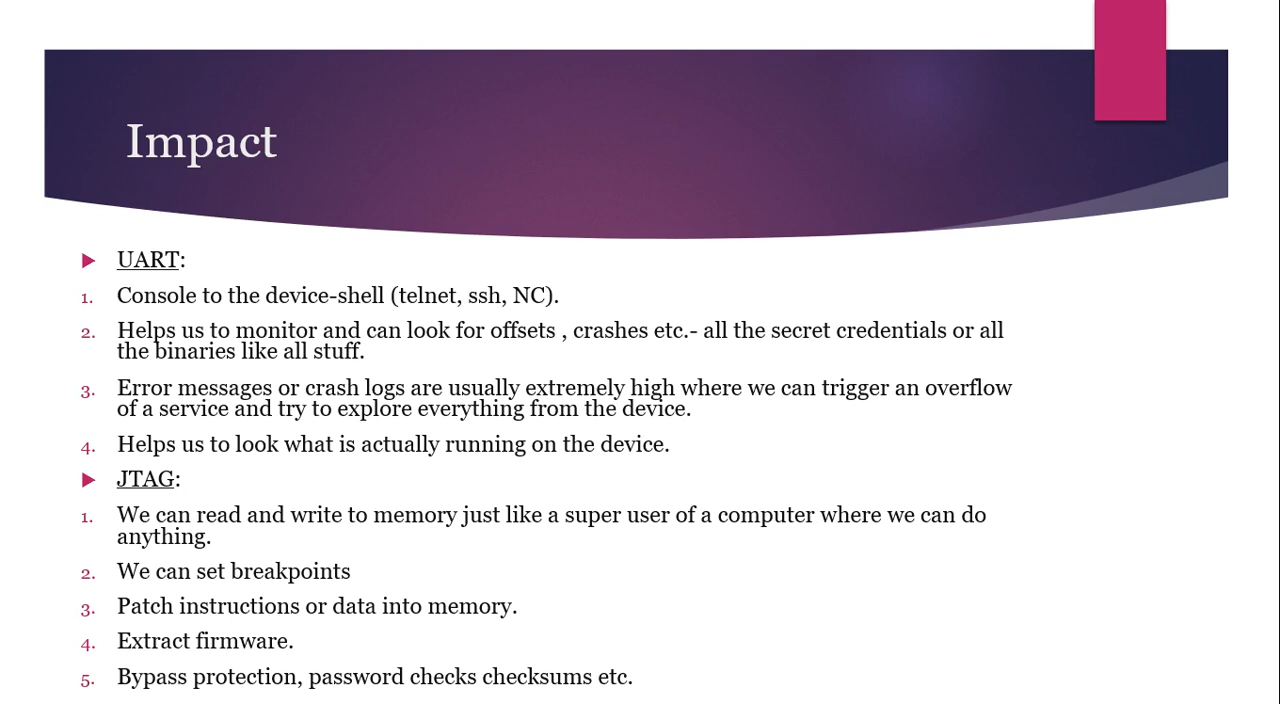 Impact
UART:
1. Console to the device-shell (telnet, ssh, NC).
2. Helps us to monitor and can look for offsets , crashes etc.- all the secret credentials or all
the binaries like all stuff.
3. Error messages or crash logs are usually extremely high where we can trigger an overflow
of a service and try to explore everything from the device.
4. Helps us to look what is actually running on the device.
JTAG:
1. We can read and write to memory just like a super user of a computer where we can do
anything.
2. We can set breakpoints
3. Patch instructions or data into memory.
4. Extract firmware.
5. Bypass protection, password checks checksums etc.